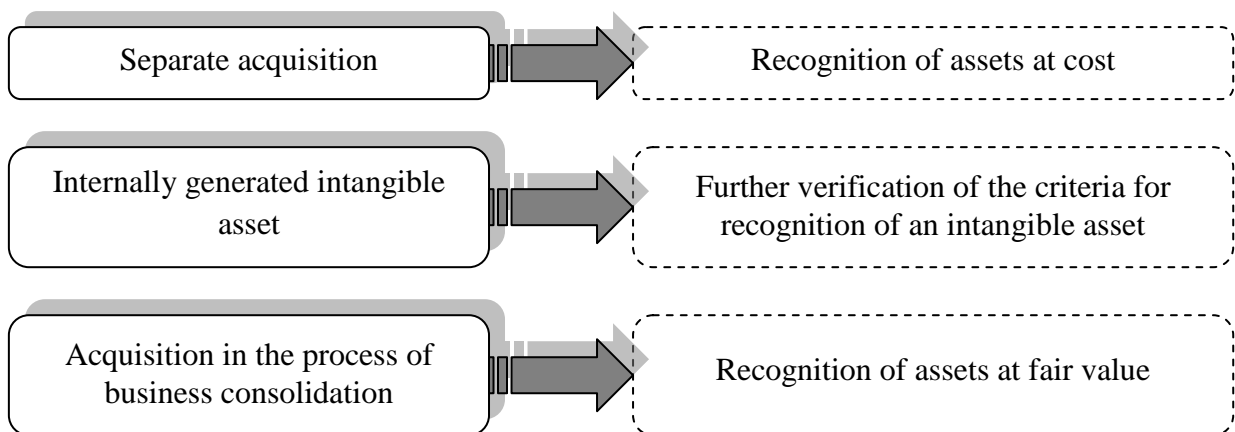 Separate acquisition
Recognition of assets at cost
Internally generated intangible
asset
Further verification of the criteria for
recognition of an intangible asset
Acquisition in the process of
business consolidation
Recognition of assets at fair value